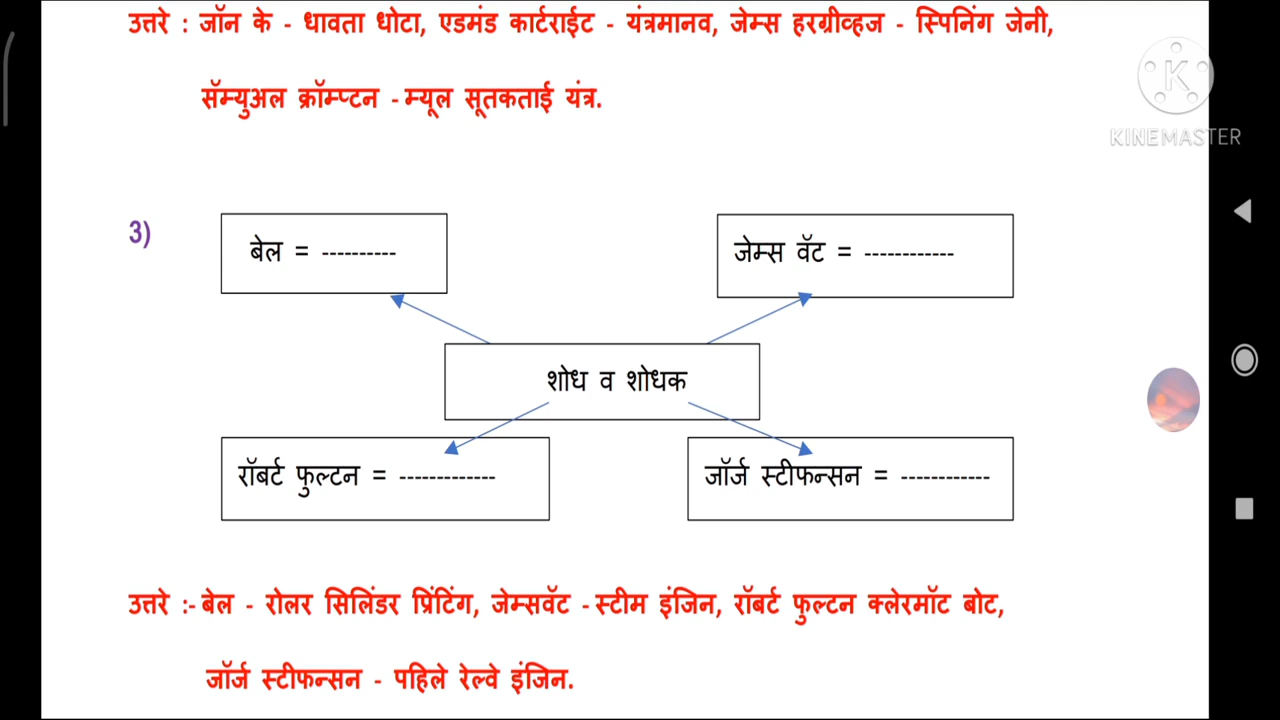 उत्तरे : जॉन के - धावता धोटा, एडमंड कार्टराईट - यंत्रमानव, जेम्स हरग्रीव्हज - स्पिनिंग जेनी,
सॅम्युअल क्रॉम्प्टन - म्यूल सूतकताई यंत्र.
K
KINEMASTER
3)
बेल = ----------
जेम्स वॅट = ------------
शोध व शोधक
रॉबर्ट फुल्टन = -------------
जॉर्ज स्टीफन्सन = ------------
उत्तरे :- बेल - रोलर सिलिंडर प्रिंटिंग, जेम्सवॅट - स्टीम इंजिन, रॉबर्ट फुल्टन क्लेरमॉट बोट,
जॉर्ज स्टीफन्सन - पहिले रेल्वे इंजिन.